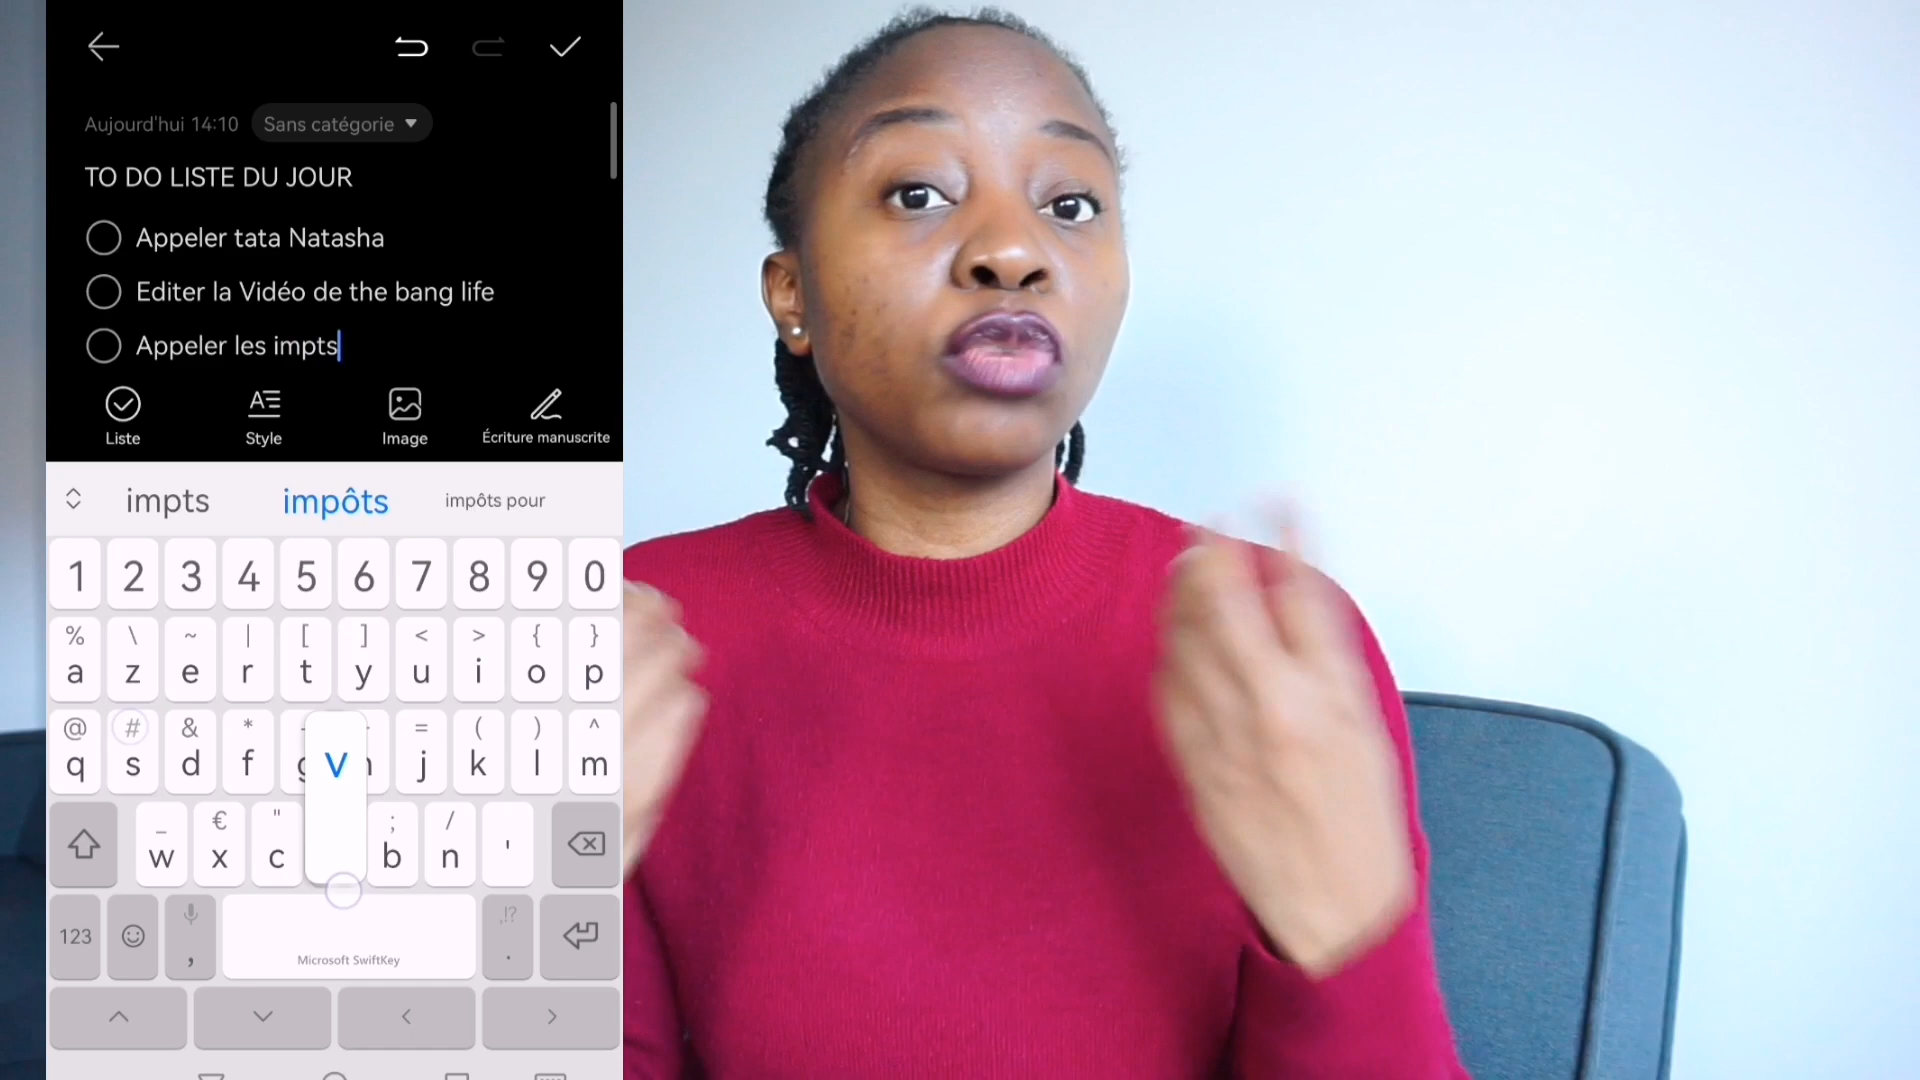 Aujourd'hui 14:10 Sans catégorie
TO DO LISTE DU JOUR
Appeler tata Natasha
Editer la Vidéo de the bang life
Appeler les impts
Liste Style Image Écriture manuscrite
impts impôts impôts pour
1 2 3 4 5 6 7 8 9 0
% \ ~ | [ ] < > { }
a z e r t y u i o p
@ # & * - = ( ) ^
q s d f g v h j k l m
_ € " ; /
w x c b n '
123 , Microsoft SwiftKey ,!? .